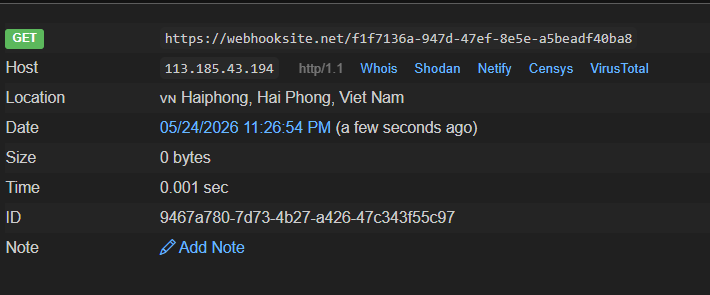 GET https://webhooksite.net/f1f7136a-947d-47ef-8e5e-a5beadf40ba8
Host 113.185.43.194 http/1.1 Whois Shodan Netify Censys VirusTotal
Location VN Haiphong, Hai Phong, Viet Nam
Date 05/24/2026 11:26:54 PM (a few seconds ago)
Size 0 bytes
Time 0.001 sec
ID 9467a780-7d73-4b27-a426-47c343f55c97
Note Add Note